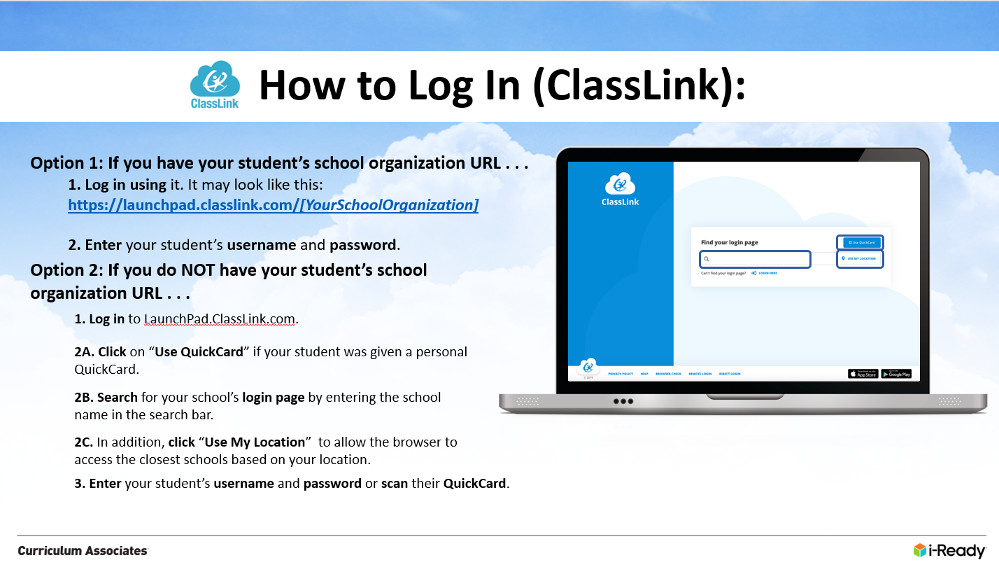 ClassLink
How to Log In (ClassLink):
Option 1: If you have your student’s school organization URL . . .
1. Log in using it. It may look like this:
https://launchpad.classlink.com/[YourSchoolOrganization]
2. Enter your student’s username and password.
Option 2: If you do NOT have your student’s school
organization URL . . .
1. Log in to LaunchPad.ClassLink.com.
2A. Click on “Use QuickCard” if your student was given a personal
QuickCard.
2B. Search for your school’s login page by entering the school
name in the search bar.
2C. In addition, click “Use My Location”  to allow the browser to
access the closest schools based on your location.
3. Enter your student’s username and password or scan their QuickCard.
ClassLink
Find your login page
Use QuickCard
USE MY LOCATION
Can't find your login page? LOGIN HERE
© 2019
PRIVACY POLICY HELP BROWSER CHECK REMOTE LOGIN DIRECT LOGIN
Download on the
App Store
GET IT ON
Google Play
Curriculum Associates
i-Ready